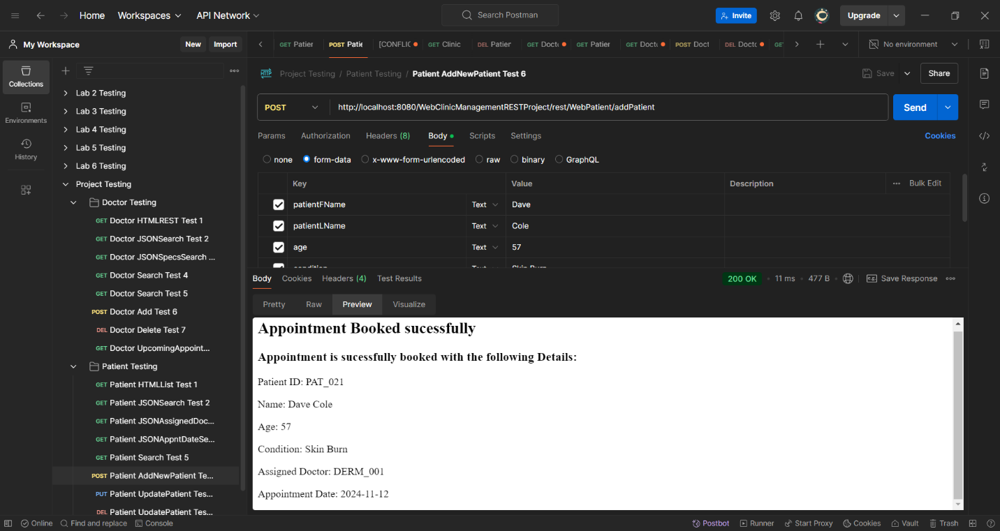 Home Workspaces API Network Search Postman Invite Upgrade
My Workspace New Import
GET Patier POST Patie [CONFLIC GET Clinic DEL Patier GET Docte GET Patier GET Docte POST Doct DEL Docto GE No environment
Collections
Environments
History
Lab 2 Testing
Lab 3 Testing
Lab 4 Testing
Lab 5 Testing
Lab 6 Testing
Project Testing
Doctor Testing
GET Doctor HTMLREST Test 1
GET Doctor JSONSearch Test 2
GET Doctor JSONSpecsSearch ...
GET Doctor Search Test 4
GET Doctor Search Test 5
POST Doctor Add Test 6
DEL Doctor Delete Test 7
GET Doctor UpcomingAppoint...
Patient Testing
GET Patient HTMLList Test 1
GET Patient JSONSearch Test 2
GET Patient JSONAssignedDoc...
GET Patient JSONAppntDateSe...
GET Patient Search Test 5
POST Patient AddNewPatient Te...
PUT Patient UpdatePatient Tes...
DEL Patient UpdatePatient Tes...
HTTP Project Testing / Patient Testing / Patient AddNewPatient Test 6 Save Share
POST http://localhost:8080/WebClinicManagementRESTProject/rest/WebPatient/addPatient Send
Params Authorization Headers (8) Body Scripts Settings Cookies
none form-data x-www-form-urlencoded raw binary GraphQL
Key Value Description Bulk Edit
patientFName Text Dave
patientLName Text Cole
age Text 57
condition Text Skin Burn
Body Cookies Headers (4) Test Results 200 OK 11 ms 477 B e.g. Save Response
Pretty Raw Preview Visualize
Appointment Booked sucessfully
Appointment is sucessfully booked with the following Details:
Patient ID: PAT_021
Name: Dave Cole
Age: 57
Condition: Skin Burn
Assigned Doctor: DERM_001
Appointment Date: 2024-11-12
Online Find and replace Console Postbot Runner Start Proxy Cookies Vault Trash